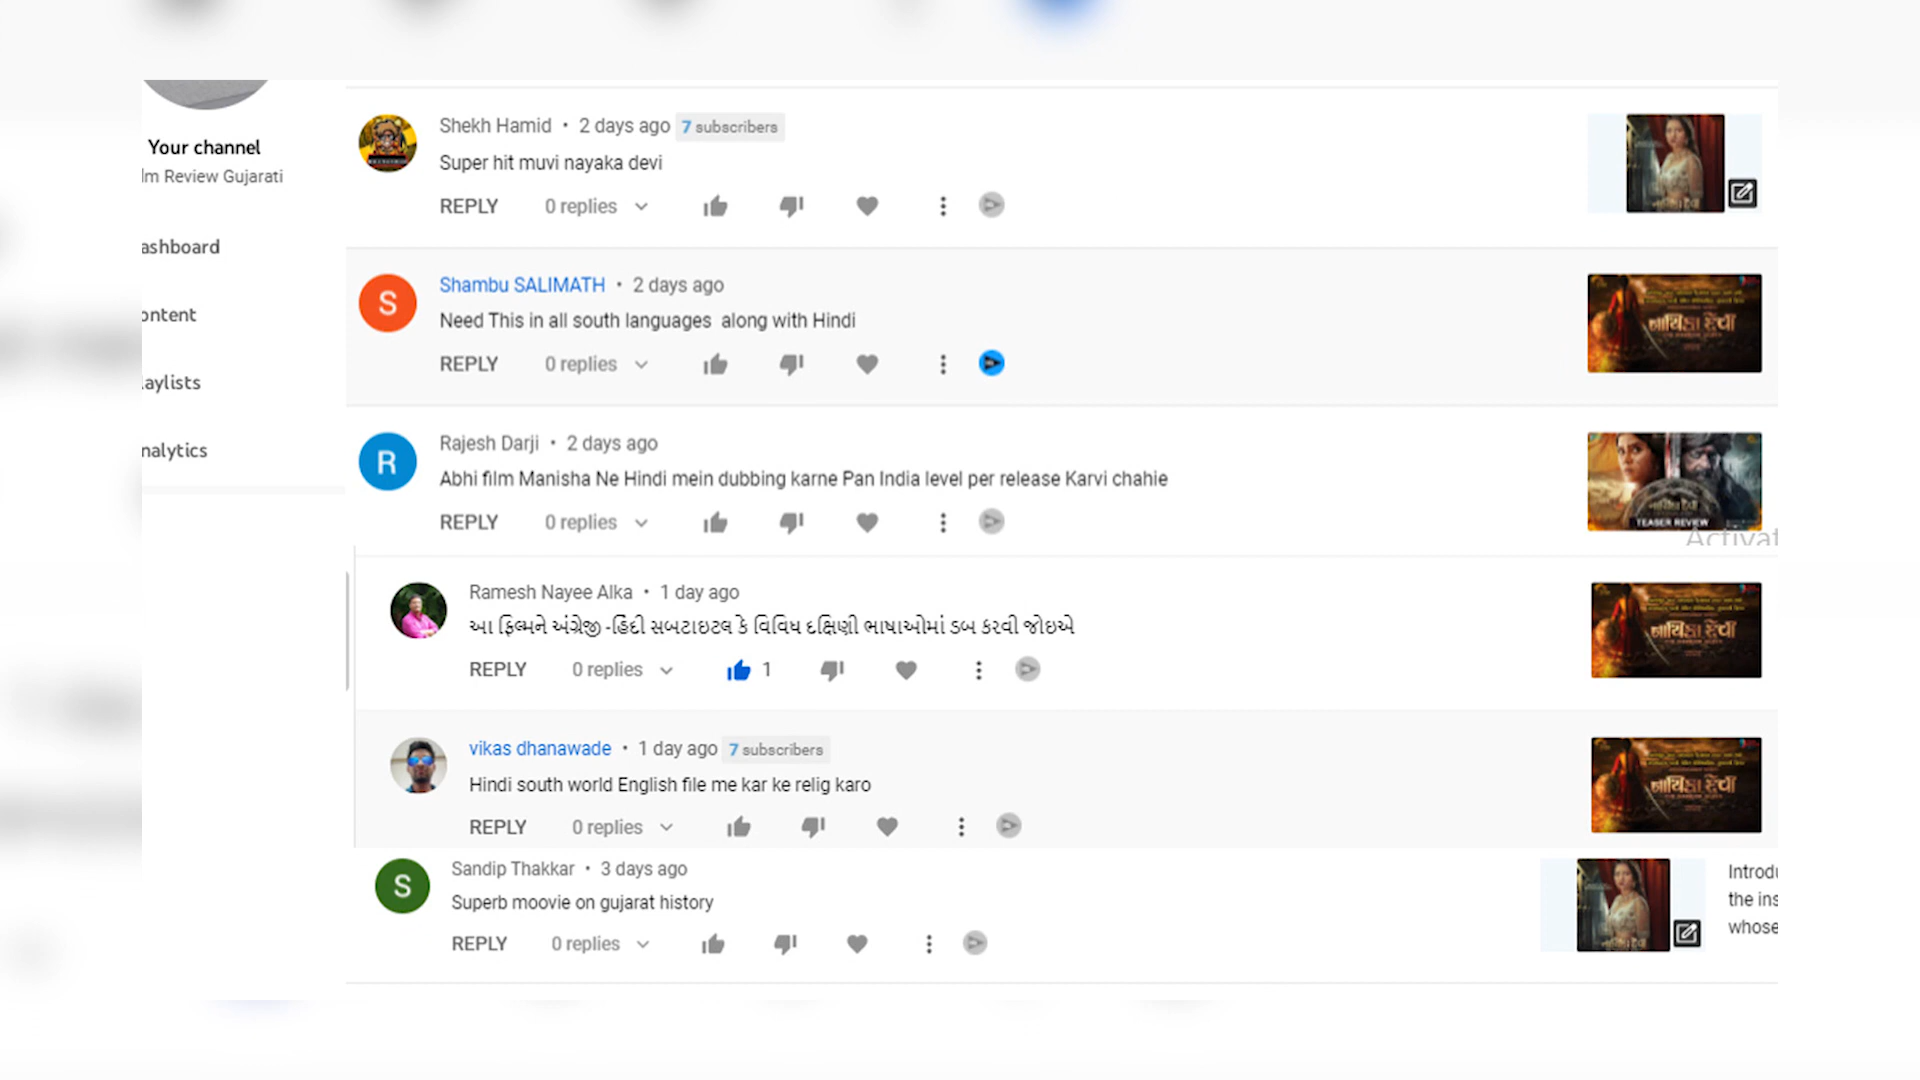 Your channel
lm Review Gujarati
ashboard
ontent
laylists
nalytics
Shekh Hamid • 2 days ago 7 subscribers
Super hit muvi nayaka devi
REPLY 0 replies
Shambu SALIMATH • 2 days ago
Need This in all south languages along with Hindi
REPLY 0 replies
નાયિકા દેવી
Rajesh Darji • 2 days ago
Abhi film Manisha Ne Hindi mein dubbing karne Pan India level per release Karvi chahie
REPLY 0 replies
TEASER REVIEW
Activat
Ramesh Nayee Alka • 1 day ago
આ ફિલ્મને અંગ્રેજી -હિંદી સબટાઇટલ કે વિવિધ દક્ષિણી ભાષાઓમાં ડબ કરવી જોઇએ
REPLY 0 replies 1
નાયિકા દેવી
vikas dhanawade • 1 day ago 7 subscribers
Hindi south world English file me kar ke relig karo
REPLY 0 replies
નાયિકા દેવી
Sandip Thakkar • 3 days ago
Superb moovie on gujarat history
REPLY 0 replies
Introdu
the ins
whose